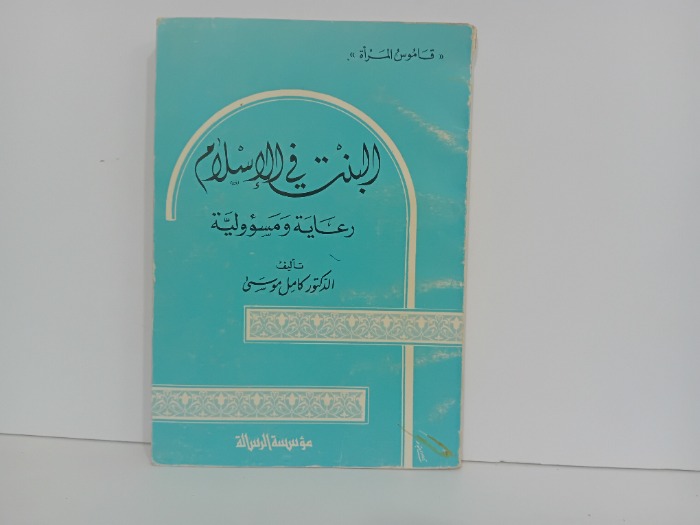 « قاموس المرأة ».
البنت في الإسلام
رعاية ومسؤولية
تأليف
الدكتور كامل موسى
مؤسسة الرسالة